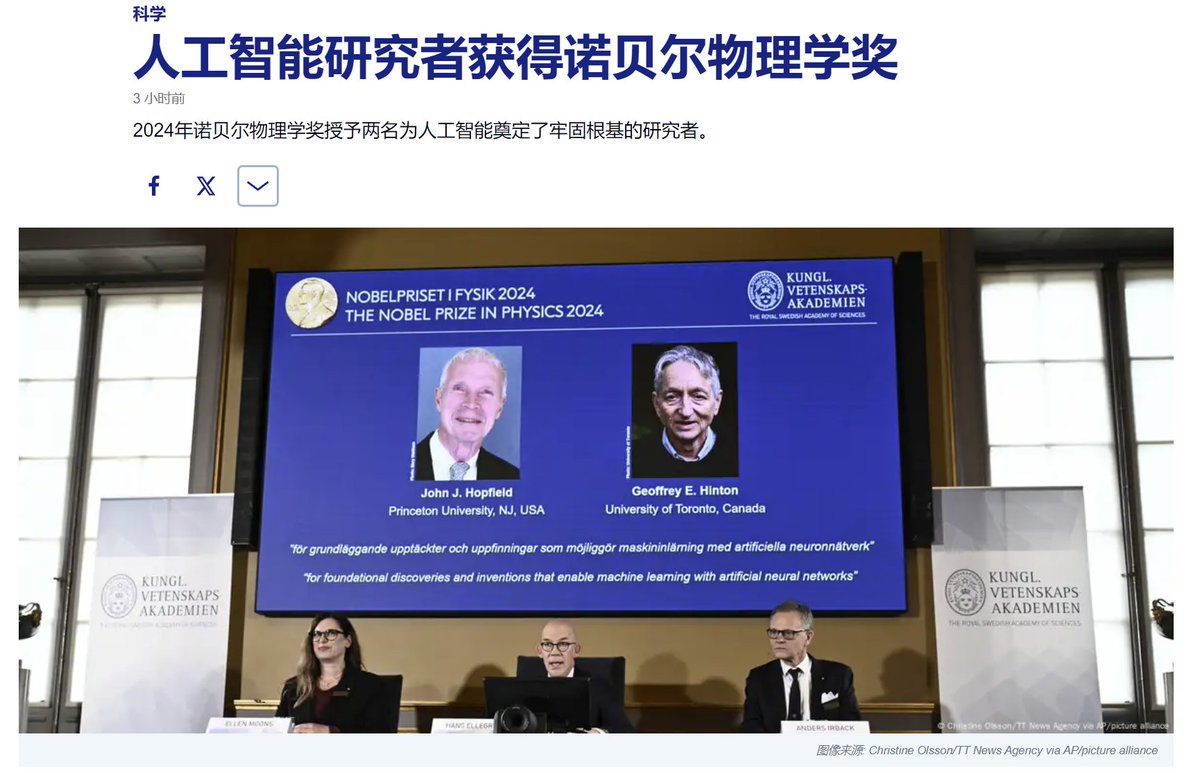 科学
人工智能研究者获得诺贝尔物理学奖
3 小时前
2024年诺贝尔物理学奖授予两名为人工智能奠定了牢固根基的研究者。
NOBELPRISET I FYSIK 2024
THE NOBEL PRIZE IN PHYSICS 2024
KUNGL.
VETENSKAPS-
AKADEMIEN
THE ROYAL SWEDISH ACADEMY OF SCIENCES
John J. Hopfield
Princeton University, NJ, USA
Geoffrey E. Hinton
University of Toronto, Canada
"för grundläggande upptäckter och uppfinningar som möjliggör maskininlärning med artificiella neuronnätverk"
"for foundational discoveries and inventions that enable machine learning with artificial neural networks"
KUNGL.
VETENSKAPS
AKADEMIEN
THE ROYAL SWEDISH ACADEMY OF SCIENCES
KUNGL.
VETENSKAPS
AKADEMIEN
THE ROYAL SWEDISH ACADEMY OF SCIENCES
ELLEN MOONS
HANS ELLEGR
ANDERS IRBÄCK
© Christine Olsson/TT News Agency via AP/picture alliance
图像来源: Christine Olsson/TT News Agency via AP/picture alliance